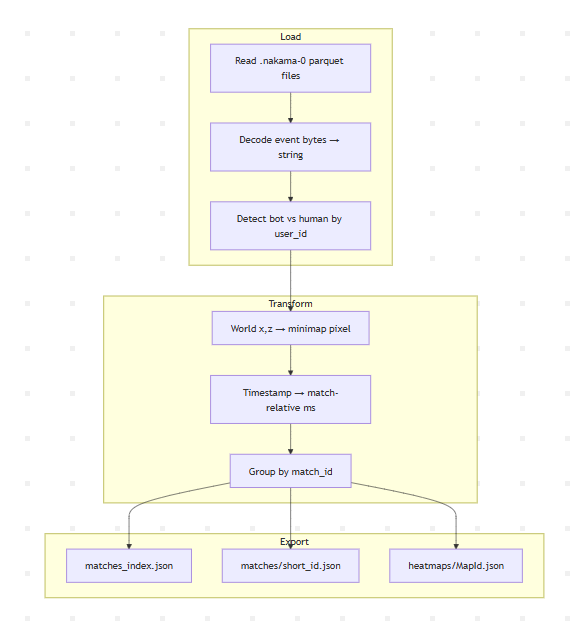 Load
Read .nakama-0 parquet
files
Decode event bytes →
string
Detect bot vs human by
user_id
Transform
World x,z → minimap pixel
Timestamp → match-
relative ms
Group by match_id
Export
matches_index.json
matches/short_id.json
heatmaps/MapId.json